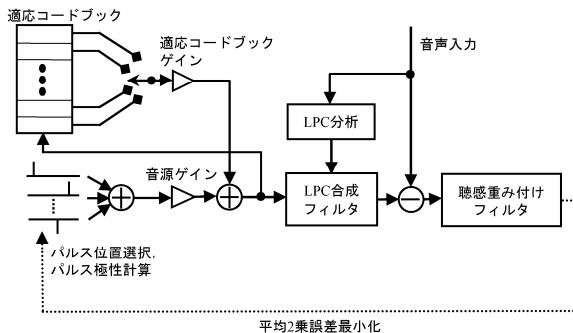 適応コードブック
適応コードブック
ゲイン
音声入力
LPC分析
音源ゲイン
LPC合成
フィルタ
聴感重み付け
フィルタ
パルス位置選択,
パルス極性計算
平均2乗誤差最小化